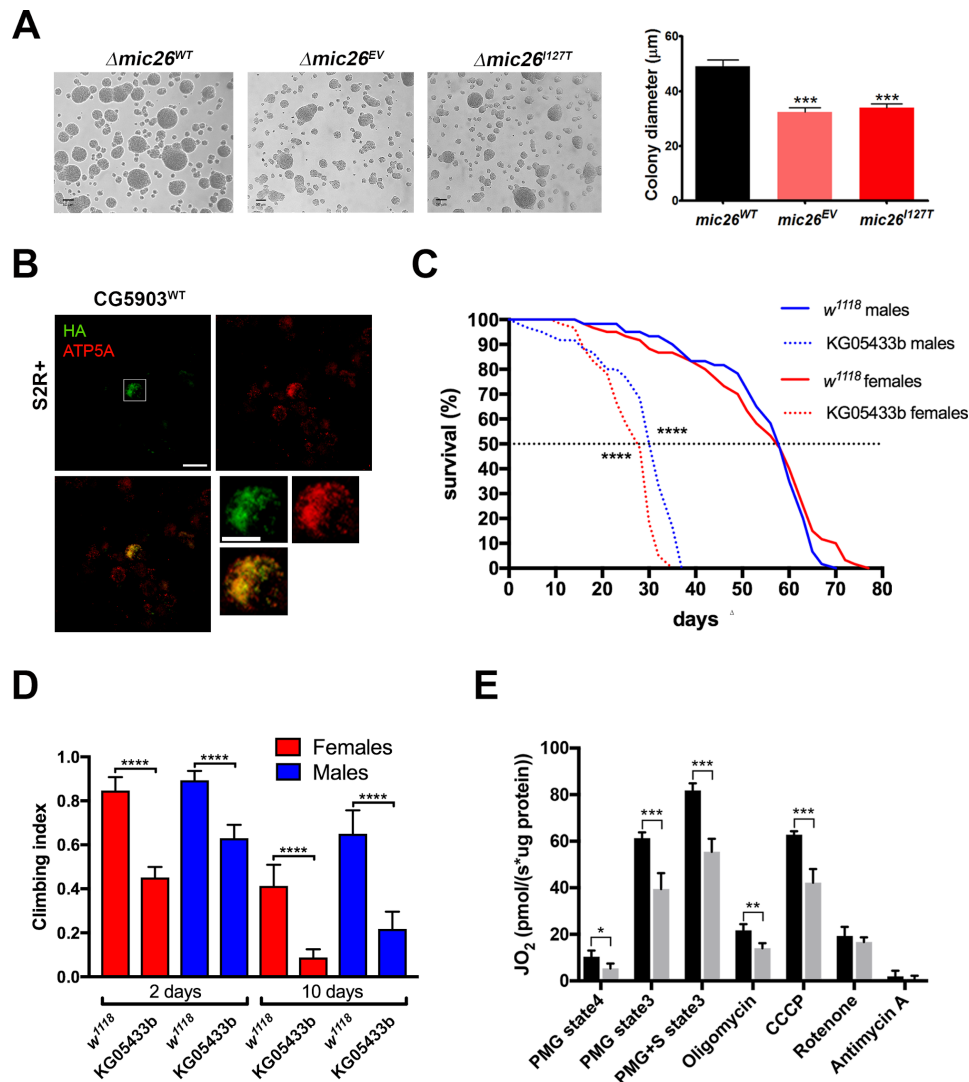 A
Δmic26WT
Δmic26EV
Δmic26I127T
Colony diameter (μm)
60
40
20
0
***
***
mic26WT
mic26EV
mic26I127T
B
CG5903WT
HA
ATP5A
S2R+
C
survival (%)
100
90
80
70
60
50
40
30
20
10
0
w1118 males
KG05433b males
w1118 females
KG05433b females
****
****
0 10 20 30 40 50 60 70 80
days Δ
D
Climbing index
1.0
0.8
0.6
0.4
0.2
0.0
Females
Males
****
****
****
****
2 days
10 days
w1118
KG05433b
w1118
KG05433b
w1118
KG05433b
w1118
KG05433b
E
JO2 (pmol/(s*ug protein))
100
80
60
40
20
0
*
***
***
**
***
PMG state4
PMG state3
PMG+S state3
Oligomycin
CCCP
Rotenone
Antimycin A